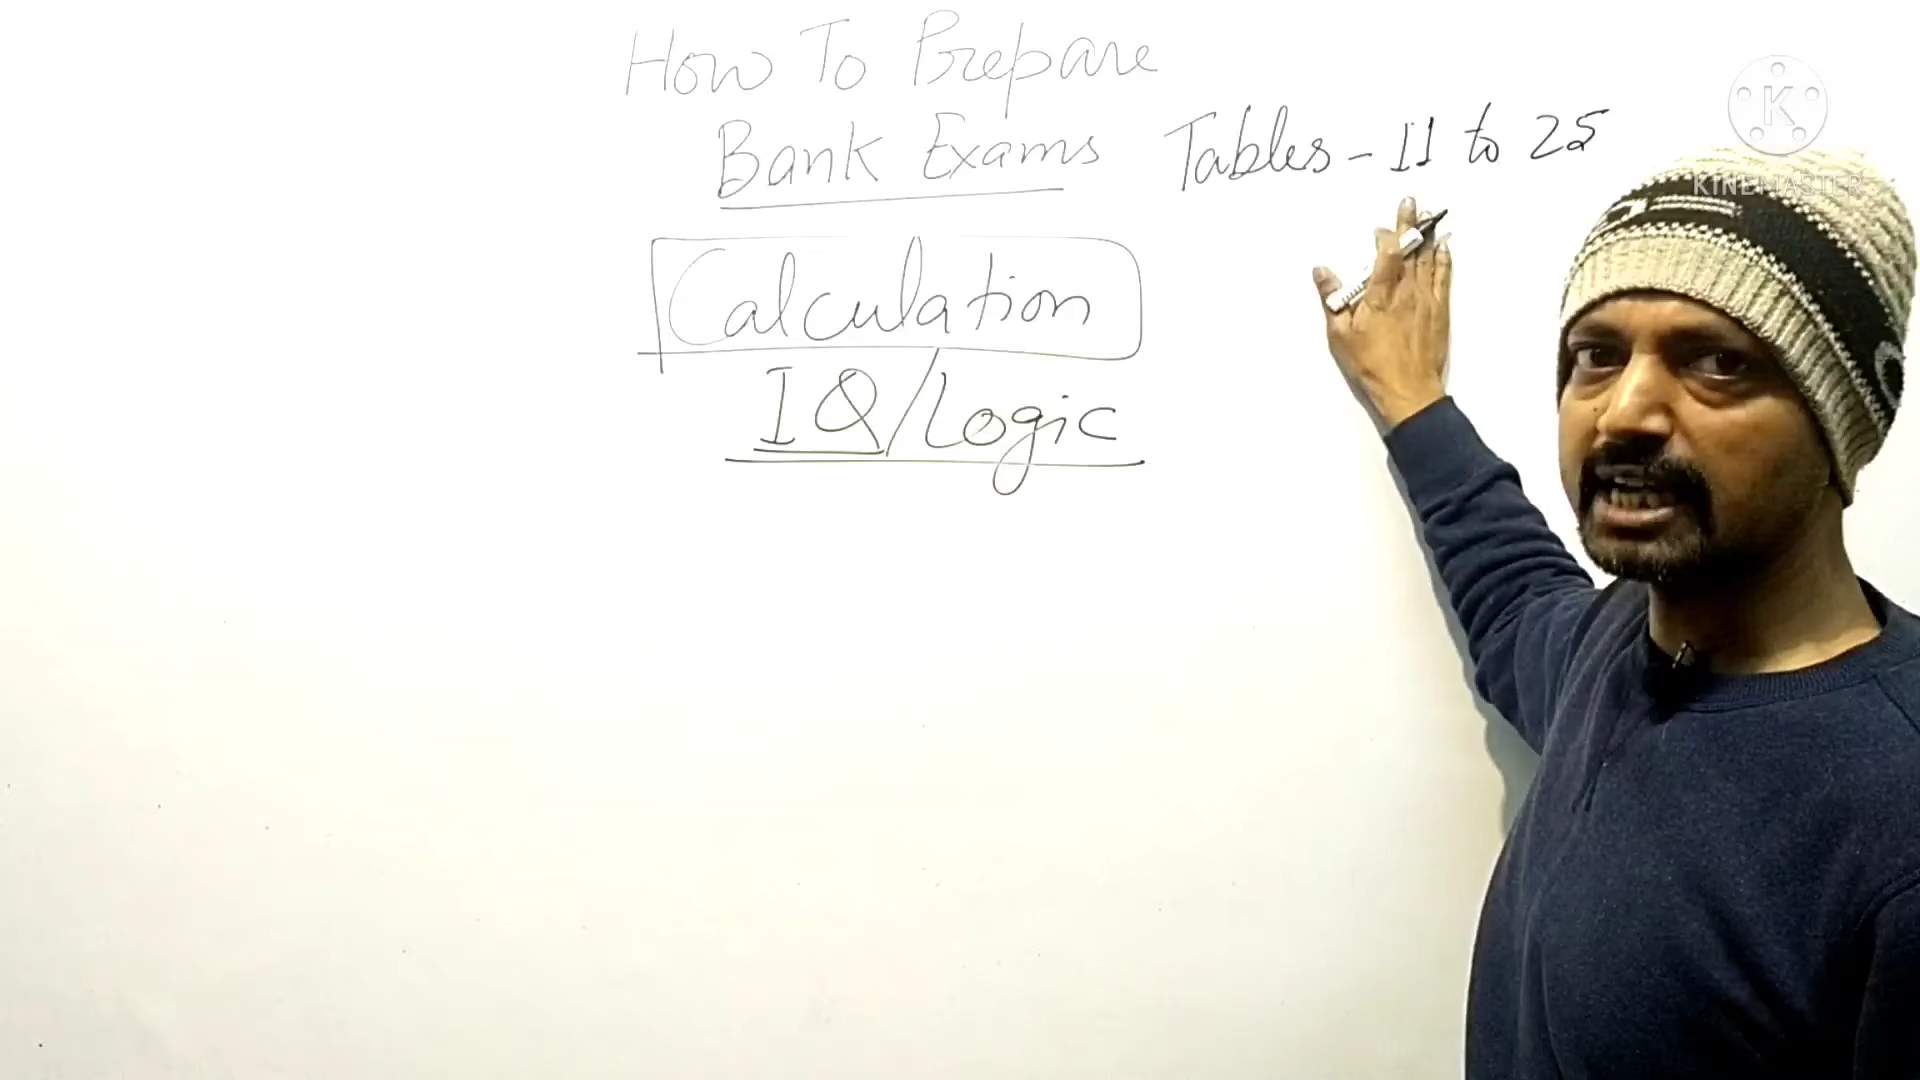 How To Prepare
Bank Exams
Tables - 11 to 25
Calculation
IQ/Logic
K
KINEMASTER